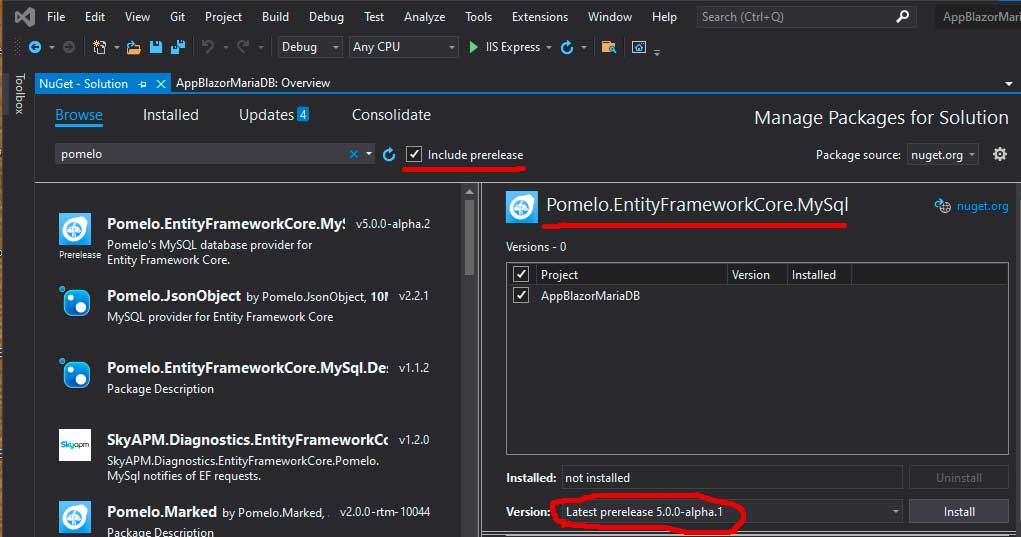 File Edit View Git Project Build Debug Test Analyze Tools Extensions Window Help Search (Ctrl+Q) AppBlazorMari
Debug Any CPU IIS Express
Toolbox
NuGet - Solution AppBlazorMariaDB: Overview
Browse Installed Updates 4 Consolidate
Manage Packages for Solution
pomelo Include prerelease Package source: nuget.org
Pomelo.EntityFrameworkCore.MyS v5.0.0-alpha.2
Prerelease
Pomelo's MySQL database provider for
Entity Framework Core.
Pomelo.JsonObject by Pomelo.JsonObject, 10M v2.2.1
MySQL provider for Entity Framework Core
Pomelo.EntityFrameworkCore.MySql.De v1.1.2
Package Description
Skyapm
SkyAPM.Diagnostics.EntityFrameworkC v1.2.0
SkyAPM.Diagnostics.EntityFrameworkCore.Pomelo.
MySql notifies of EF requests.
Pomelo.Marked by Pomelo.Marked, v2.0.0-rtm-10044
Package Description
Pomelo.EntityFrameworkCore.MySql nuget.org
Versions - 0
Project Version Installed
AppBlazorMariaDB
Installed: not installed Uninstall
Version: Latest prerelease 5.0.0-alpha.1 Install